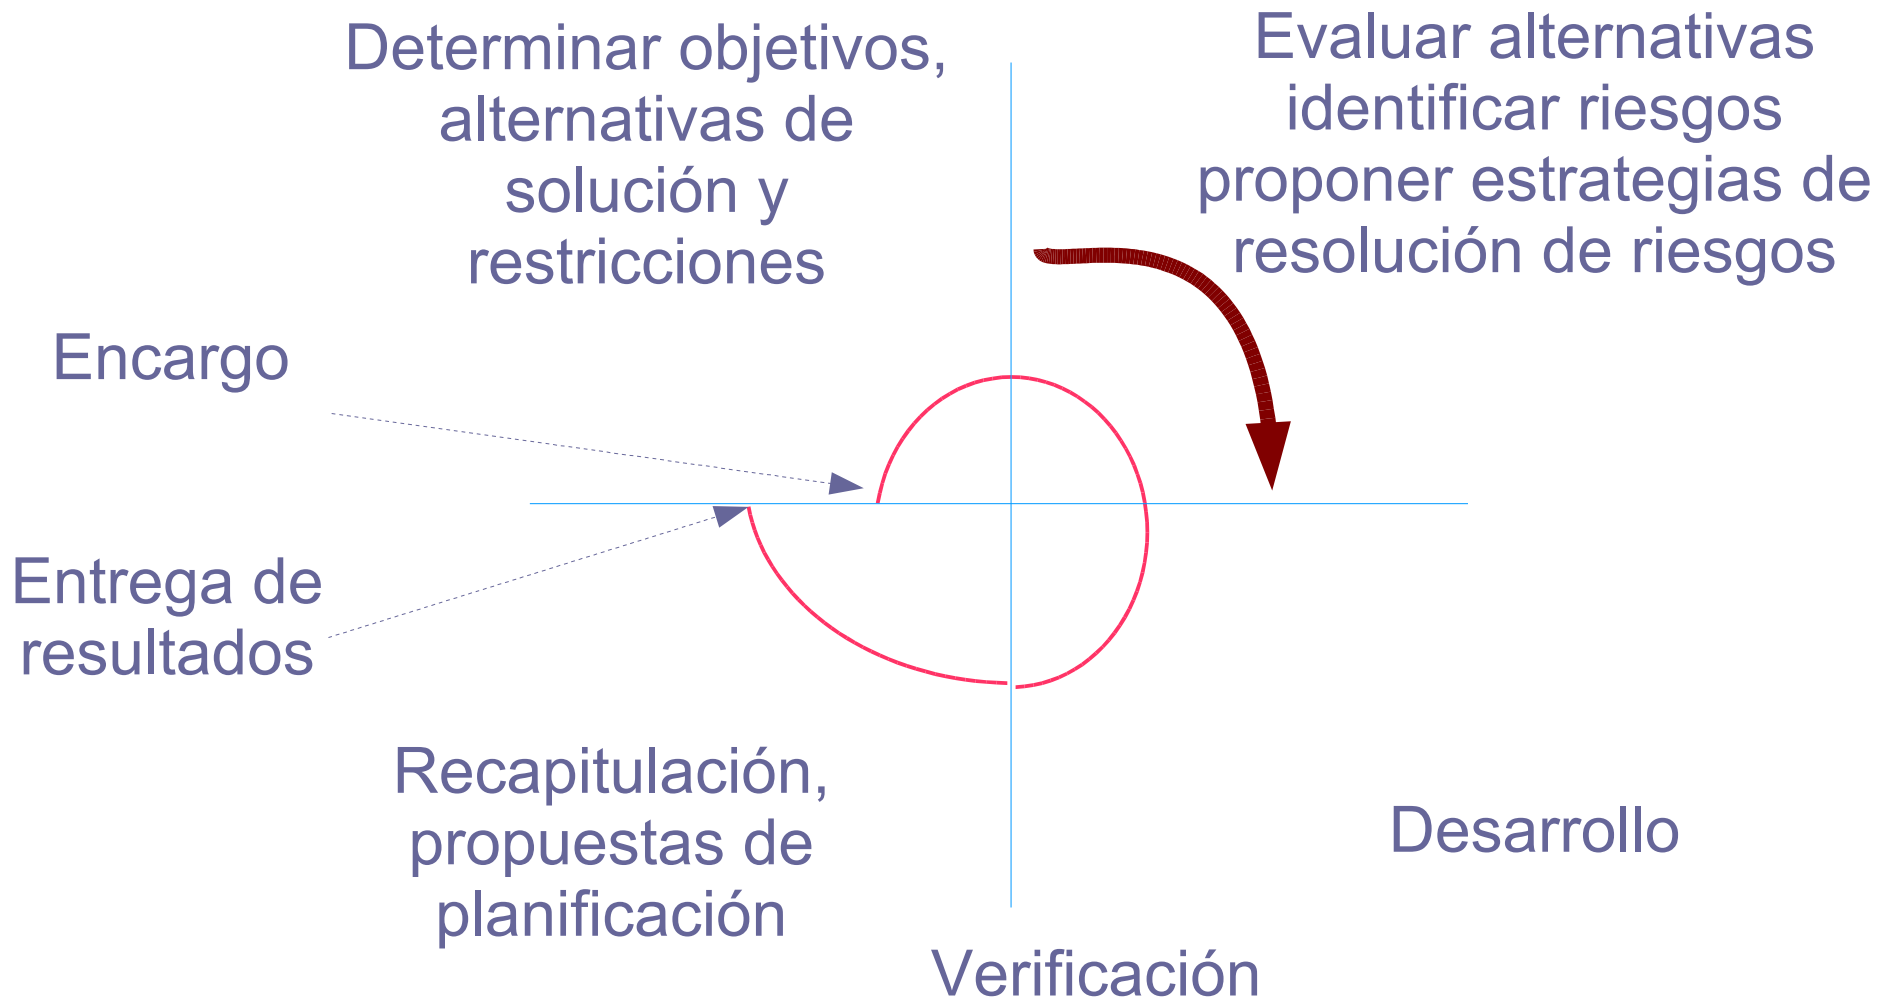 Determinar objetivos,
alternativas de
solución y
restricciones
Evaluar alternativas
identificar riesgos
proponer estrategias de
resolución de riesgos
Encargo
Entrega de
resultados
Recapitulación,
propuestas de
planificación
Desarrollo
Verificación